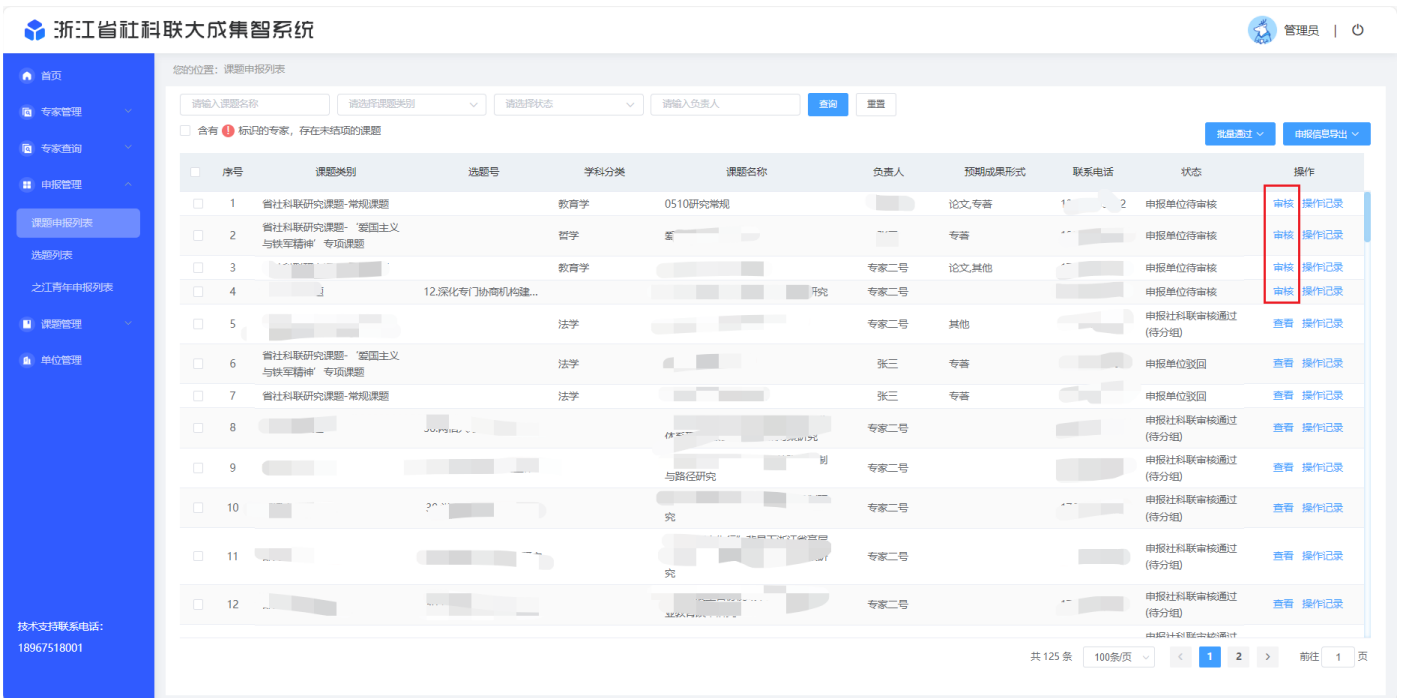 浙江省社科联大成集智系统
管理员 |
首页
专家管理
专家查询
申报管理
课题申报列表
选题列表
之江青年申报列表
课题管理
单位管理
技术支持联系电话:
18967518001
您的位置: 课题申报列表
请输入课题名称 请选择课题类别 请选择状态 请输入负责人 查询 重置
含有 ! 标识的专家，存在未结项的课题
批量通过 申报信息导出
序号 课题类别 选题号 学科分类 课题名称 负责人 预期成果形式 联系电话 状态 操作
1 省社科联研究课题-常规课题 教育学 0510研究常规 论文,专著 2 申报单位待审核 审核 操作记录
2 省社科联研究课题-‘爱国主义与铁军精神’专项课题 哲学 专著 申报单位待审核 审核 操作记录
3 教育学 专家二号 论文,其他 申报单位待审核 审核 操作记录
4 12.深化专门协商机构建... 研究 专家二号 申报单位待审核 审核 操作记录
5 法学 专家二号 其他 申报社科联审核通过(待分组) 查看 操作记录
6 省社科联研究课题-‘爱国主义与铁军精神’专项课题 法学 张三 专著 申报单位驳回 查看 操作记录
7 省社科联研究课题-常规课题 法学 张三 专著 申报单位驳回 查看 操作记录
8 专家二号 申报社科联审核通过(待分组) 查看 操作记录
9 制与路径研究 专家二号 申报社科联审核通过(待分组) 查看 操作记录
10 究 专家二号 申报社科联审核通过(待分组) 查看 操作记录
11 究 专家二号 申报社科联审核通过(待分组) 查看 操作记录
12 专家二号 申报社科联审核通过(待分组) 查看 操作记录
申报社科联审核通过
共 125 条 100条/页 < 1 2 > 前往 1 页